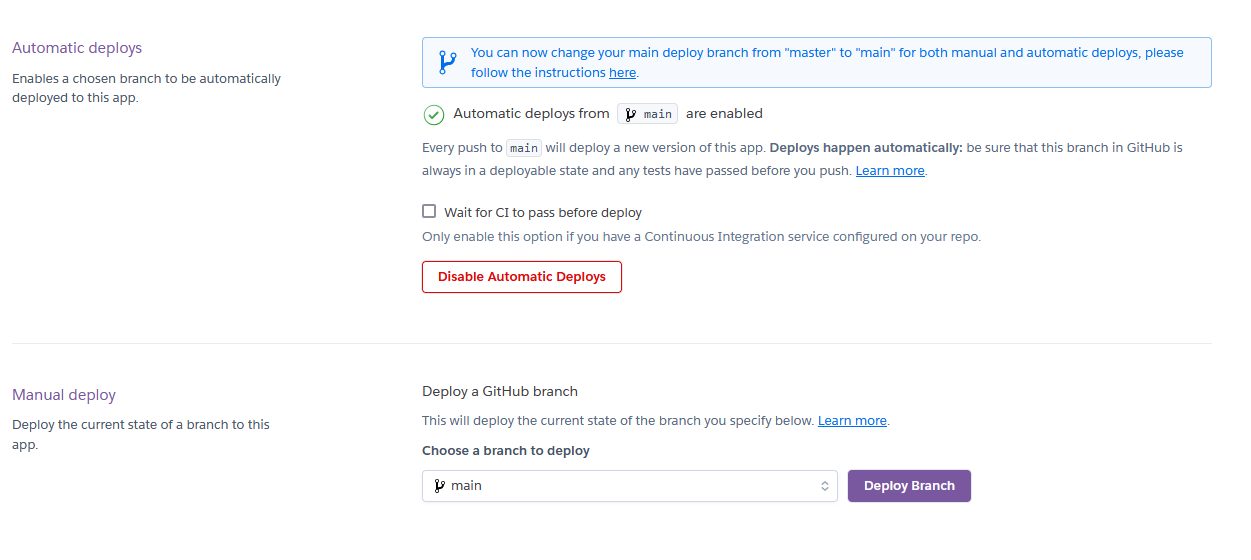 Automatic deploys
Enables a chosen branch to be automatically
deployed to this app.
You can now change your main deploy branch from "master" to "main" for both manual and automatic deploys, please
follow the instructions here.
Automatic deploys from main are enabled
Every push to main will deploy a new version of this app. Deploys happen automatically: be sure that this branch in GitHub is
always in a deployable state and any tests have passed before you push. Learn more.
Wait for CI to pass before deploy
Only enable this option if you have a Continuous Integration service configured on your repo.
Disable Automatic Deploys
Manual deploy
Deploy the current state of a branch to this
app.
Deploy a GitHub branch
This will deploy the current state of the branch you specify below. Learn more.
Choose a branch to deploy
main
Deploy Branch